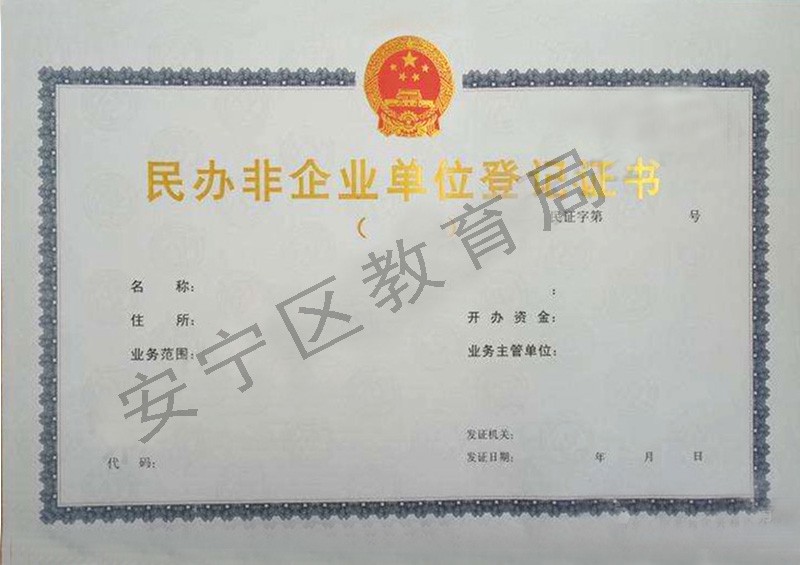 民办非企业单位登记证书
（　　）
民证字第　　号
名　称：
：
住　所：
开办资金：
业务范围：
业务主管单位：
发证机关：
代　码：
发证日期：　　年　月　日
安宁区教育局